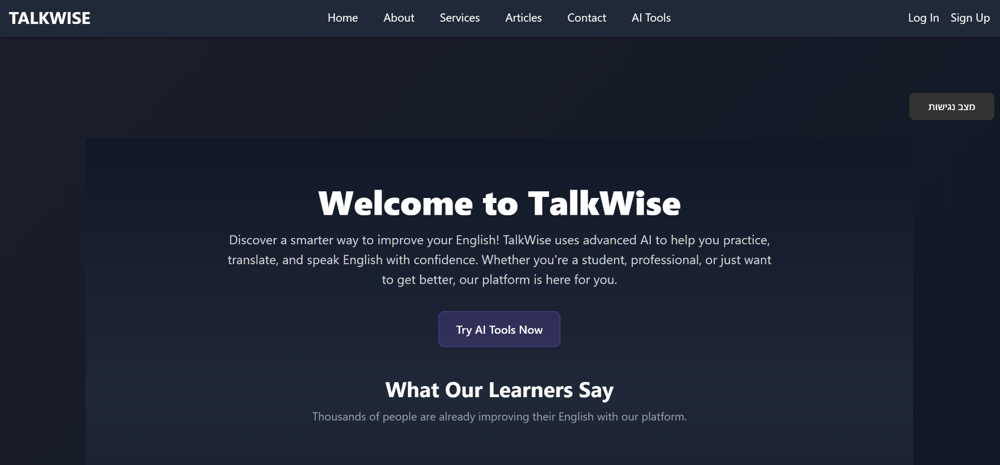 TALKWISE
Home
About
Services
Articles
Contact
AI Tools
Log In
Sign Up
מצב נגישות
Welcome to TalkWise
Discover a smarter way to improve your English! TalkWise uses advanced AI to help you practice,
translate, and speak English with confidence. Whether you're a student, professional, or just want
to get better, our platform is here for you.
Try AI Tools Now
What Our Learners Say
Thousands of people are already improving their English with our platform.